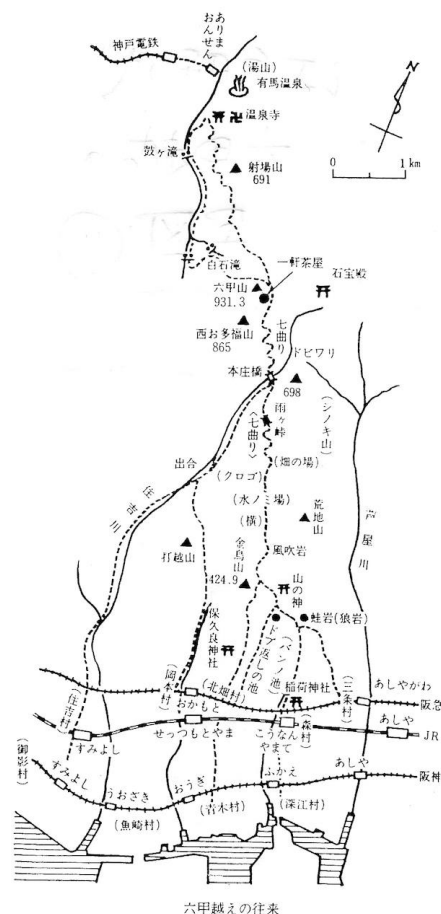 神戸電鉄
ありま
おんせん
(湯山)
有馬温泉
温泉寺
N
鼓ヶ滝
射場山
691
0 1 km
白石滝
一軒茶屋
石宝殿
六甲山
931.3
西お多福山
865
七曲り
ドビワリ
本庄橋
698
雨ヶ峠
(七曲り)
(シノキ山)
(畑の場)
出合
(クロゴ)
(水ノミ場)
荒地山
(横)
住吉川
芦屋川
打越山
風吹岩
金鳥山
424.9
山の神
蛙岩(狼岩)
保久良神社
ドブ返しの池
(バンノ池)
稲荷神社
(岡本村)
(北畑村)
(森村)
(三条村)
(住吉村)
おかもと
あしやがわ
阪急
すみよし
せっつもとやま
こうなん
やまて
あしや
JR
(御影村)
すみよし
うおざき
おうぎ
ふかえ
あしや
阪神
(魚崎村)
(青木村)
(深江村)
六甲越えの往来